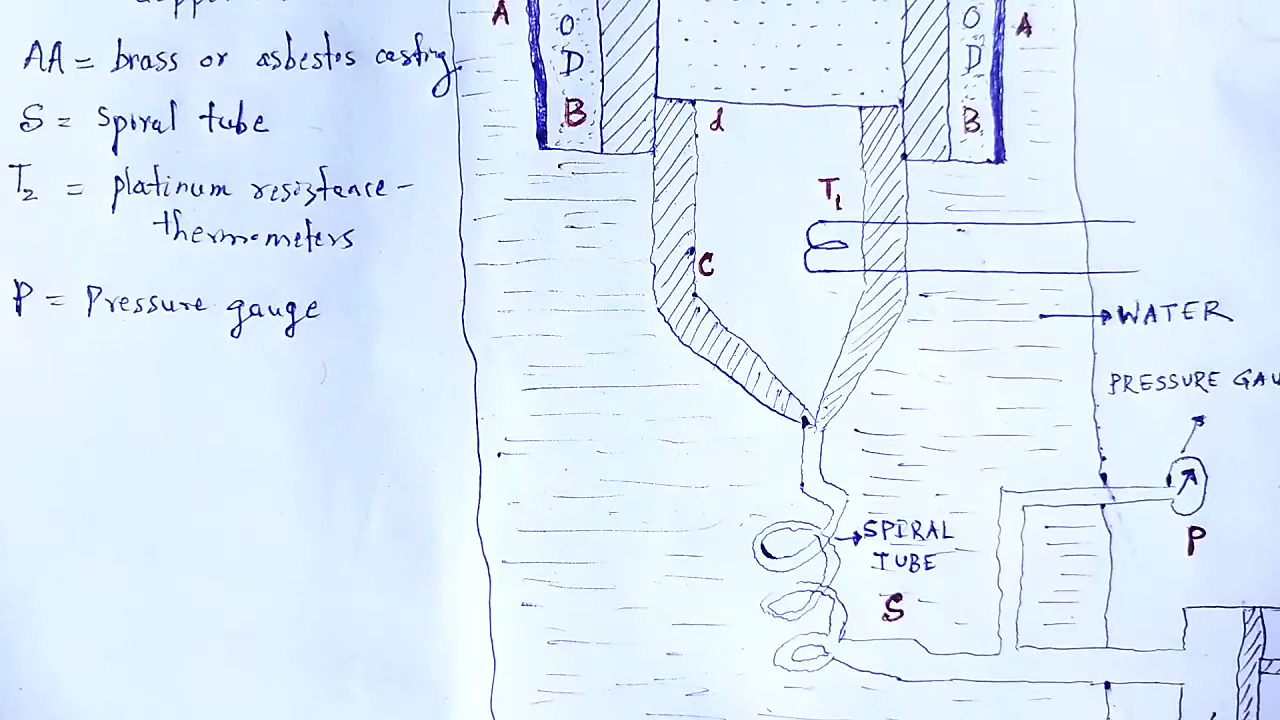 AA = brass or asbestos casting
S = spiral tube
T2 = platinum resistance-
thermometers
P = Pressure gauge
A
O
D
B
d
O
D
B
A
T1
C
WATER
PRESSURE GAU
SPIRAL
TUBE
S
P